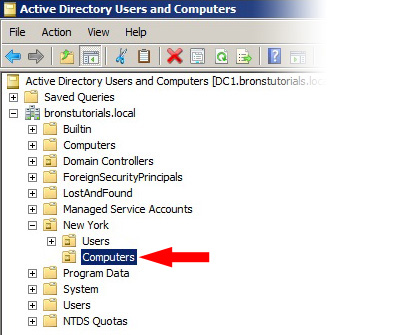 Active Directory Users and Computers
File Action View Help
Active Directory Users and Computers [DC1.bronstutorials.loc
Saved Queries
bronstutorials.local
Builtin
Computers
Domain Controllers
ForeignSecurityPrincipals
LostAndFound
Managed Service Accounts
New York
Users
Computers
Program Data
System
Users
NTDS Quotas